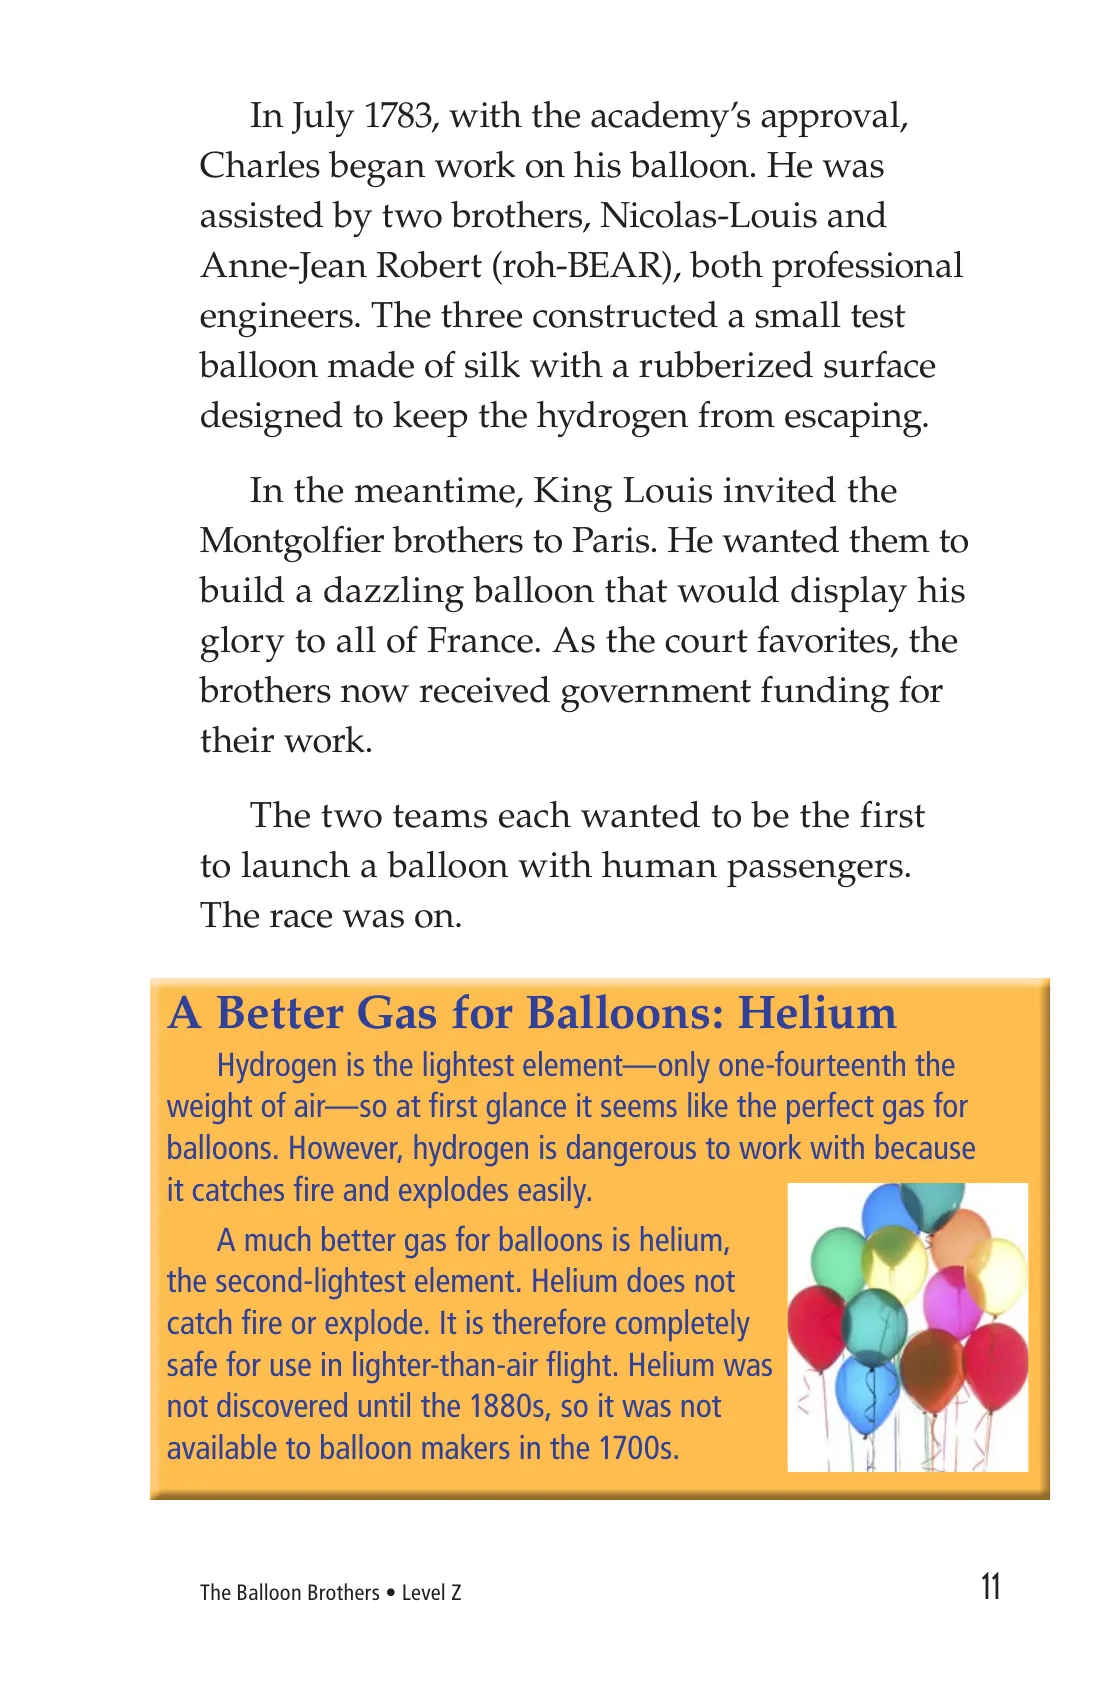 In July 1783, with the academy’s approval,
Charles began work on his balloon. He was
assisted by two brothers, Nicolas-Louis and
Anne-Jean Robert (roh-BEAR), both professional
engineers. The three constructed a small test
balloon made of silk with a rubberized surface
designed to keep the hydrogen from escaping.
In the meantime, King Louis invited the
Montgolfier brothers to Paris. He wanted them to
build a dazzling balloon that would display his
glory to all of France. As the court favorites, the
brothers now received government funding for
their work.
The two teams each wanted to be the first
to launch a balloon with human passengers.
The race was on.
A Better Gas for Balloons: Helium
Hydrogen is the lightest element—only one-fourteenth the
weight of air—so at first glance it seems like the perfect gas for
balloons. However, hydrogen is dangerous to work with because
it catches fire and explodes easily.
A much better gas for balloons is helium,
the second-lightest element. Helium does not
catch fire or explode. It is therefore completely
safe for use in lighter-than-air flight. Helium was
not discovered until the 1880s, so it was not
available to balloon makers in the 1700s.
The Balloon Brothers • Level Z
11